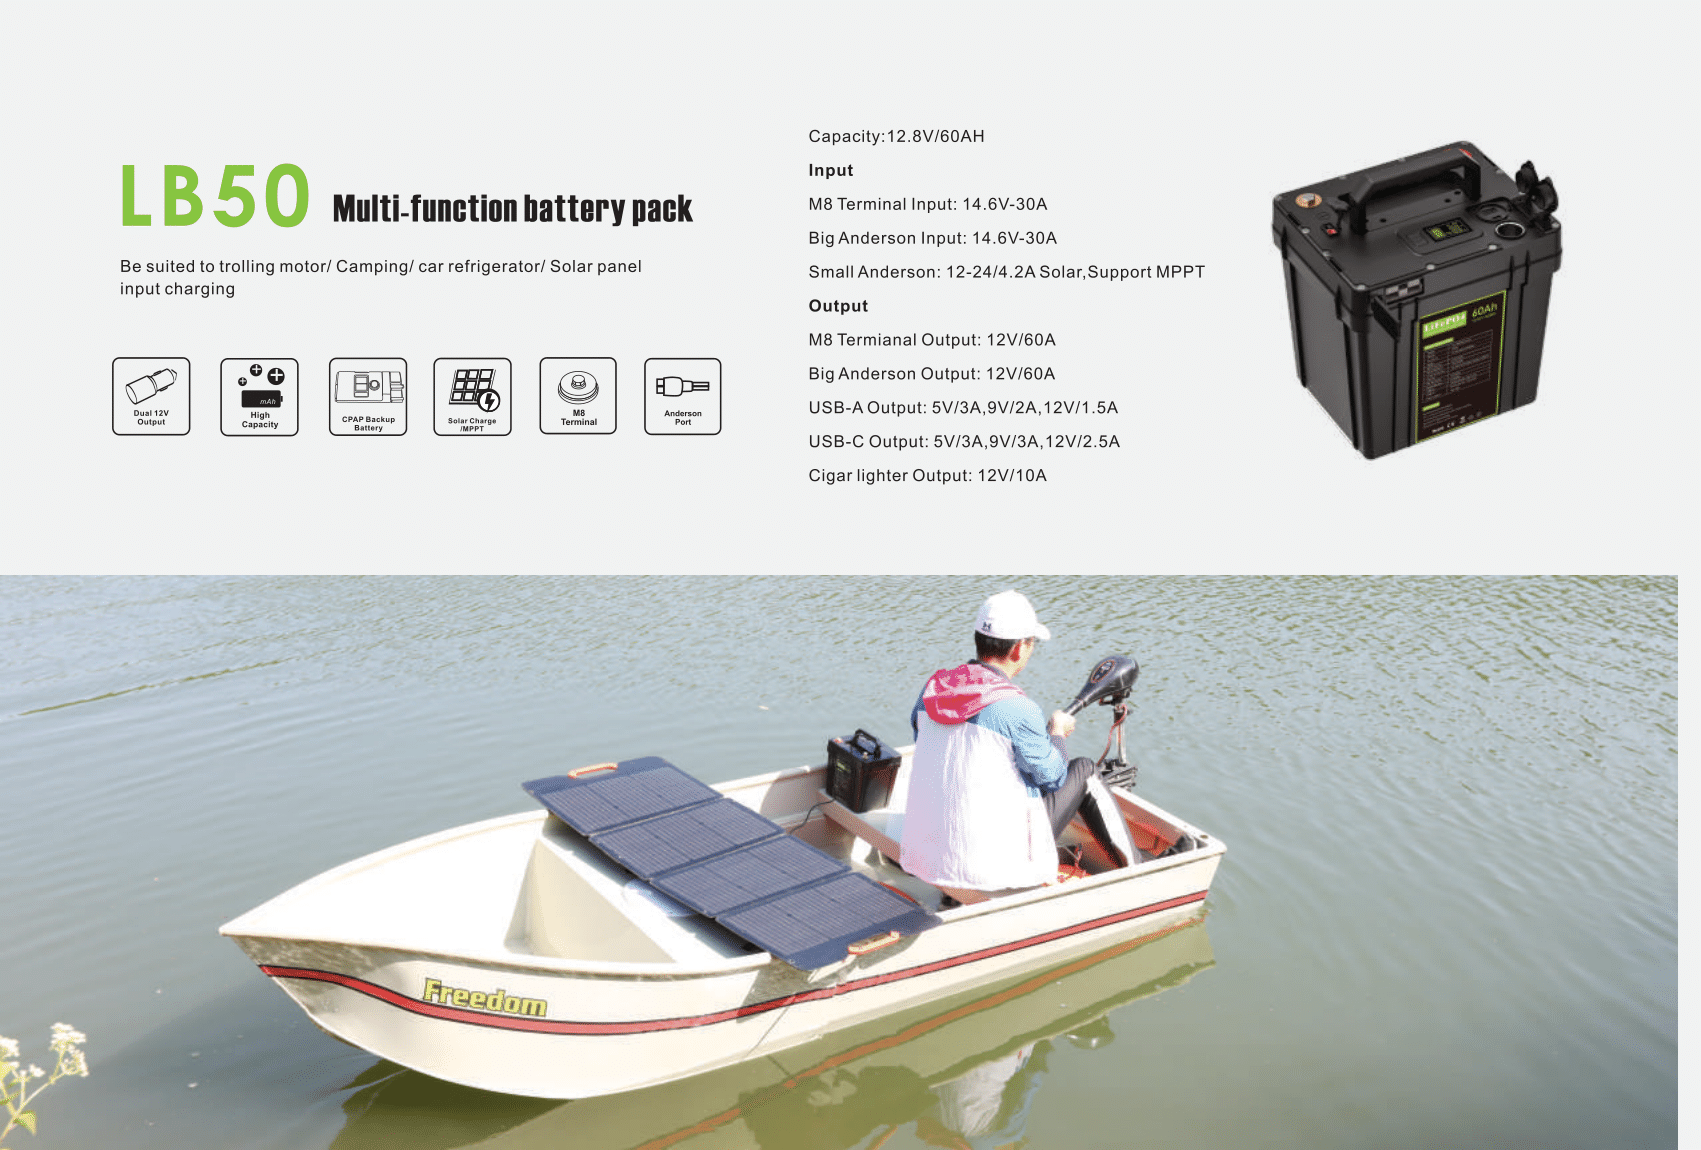 LB50 Multi-function battery pack
Be suited to trolling motor/ Camping/ car refrigerator/ Solar panel
input charging
Dual 12V
Output
mAh
High
Capacity
CPAP Backup
Battery
Solar Charge
/MPPT
M8
Terminal
Anderson
Port
Capacity:12.8V/60AH
Input
M8 Terminal Input: 14.6V-30A
Big Anderson Input: 14.6V-30A
Small Anderson: 12-24/4.2A Solar,Support MPPT
Output
M8 Termianal Output: 12V/60A
Big Anderson Output: 12V/60A
USB-A Output: 5V/3A,9V/2A,12V/1.5A
USB-C Output: 5V/3A,9V/3A,12V/2.5A
Cigar lighter Output: 12V/10A
LiFePO4
60Ah
Freedom